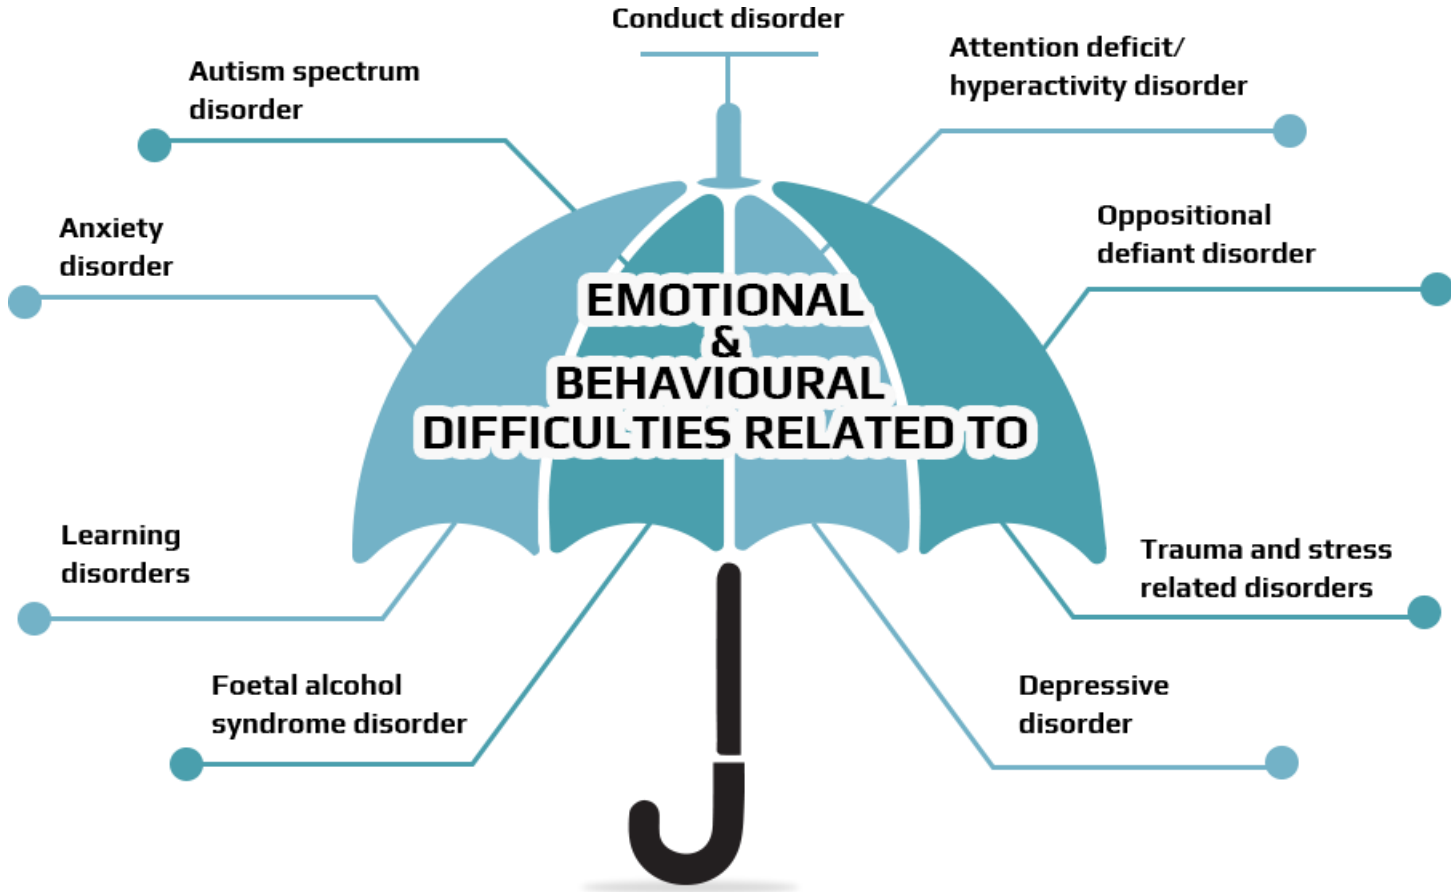 Conduct disorder
Autism spectrum
disorder
Attention deficit/
hyperactivity disorder
Anxiety
disorder
Oppositional
defiant disorder
EMOTIONAL
&
BEHAVIOURAL
DIFFICULTIES RELATED TO
Learning
disorders
Trauma and stress
related disorders
Foetal alcohol
syndrome disorder
Depressive
disorder